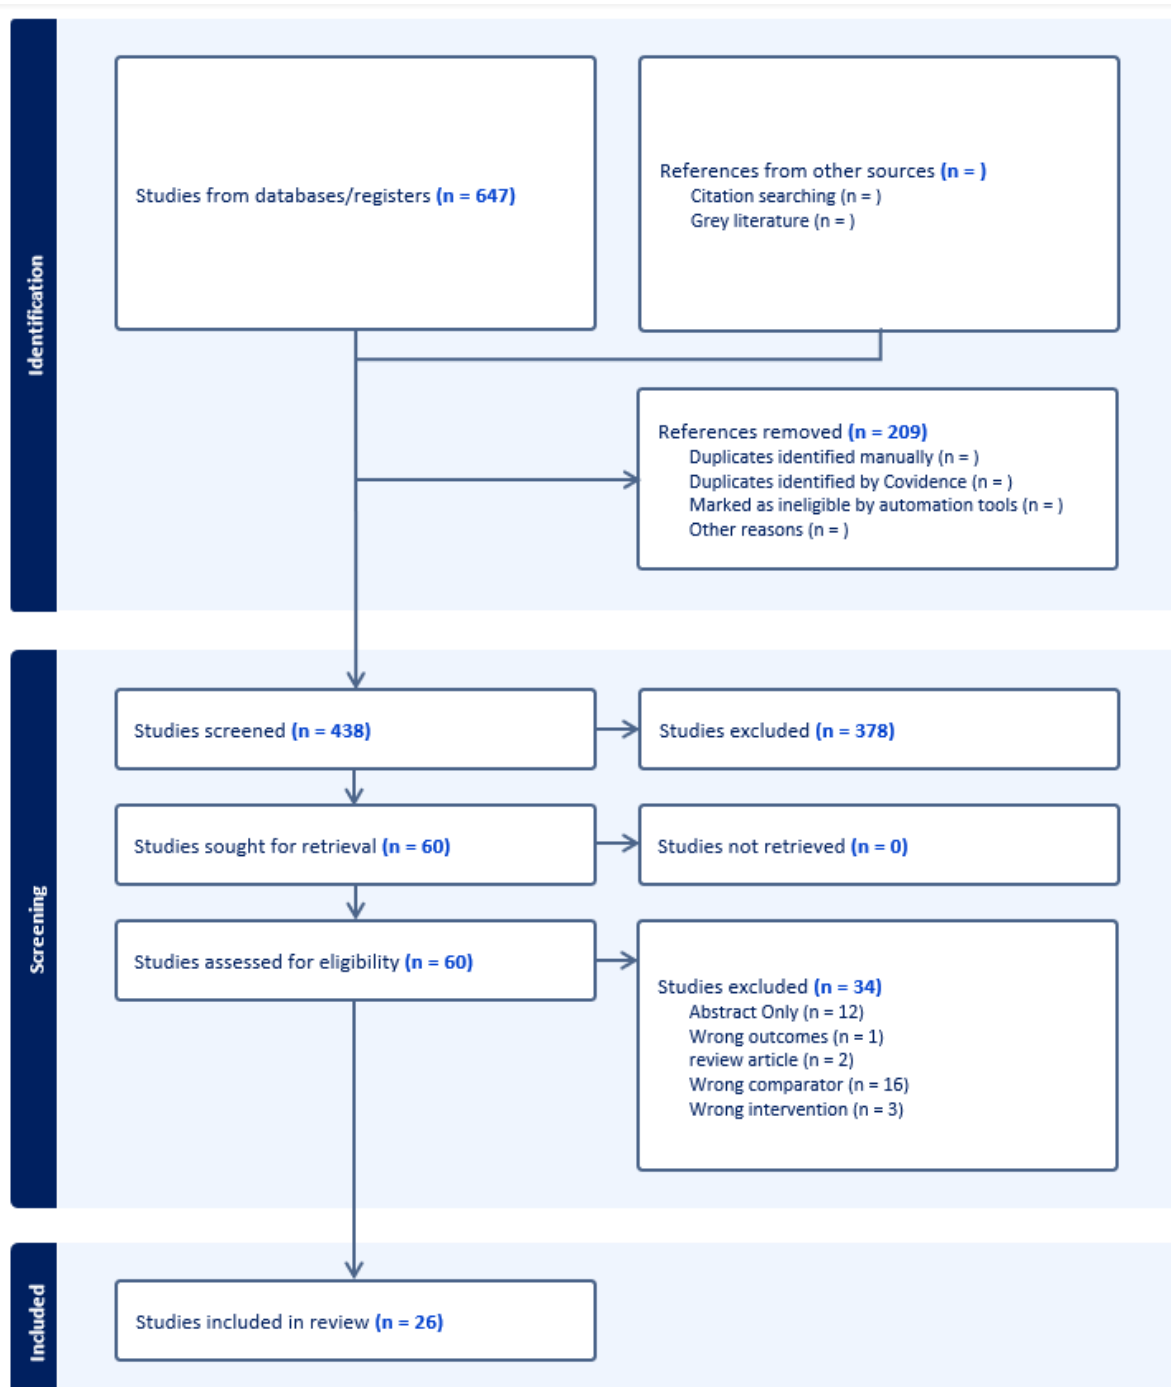 Identification
Studies from databases/registers (n = 647)
References from other sources (n = )
Citation searching (n = )
Grey literature (n = )
References removed (n = 209)
Duplicates identified manually (n = )
Duplicates identified by Covidence (n = )
Marked as ineligible by automation tools (n = )
Other reasons (n = )
Screening
Studies screened (n = 438)
Studies excluded (n = 378)
Studies sought for retrieval (n = 60)
Studies not retrieved (n = 0)
Studies assessed for eligibility (n = 60)
Studies excluded (n = 34)
Abstract Only (n = 12)
Wrong outcomes (n = 1)
review article (n = 2)
Wrong comparator (n = 16)
Wrong intervention (n = 3)
Included
Studies included in review (n = 26)